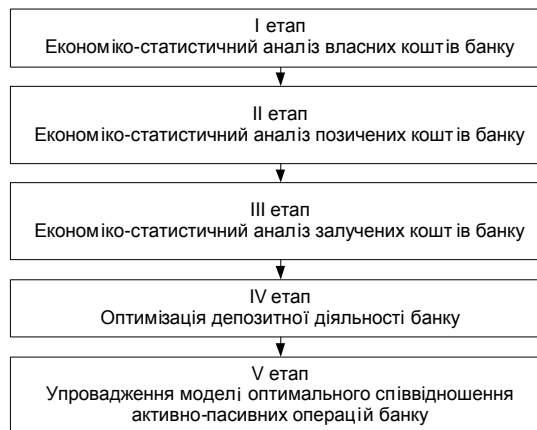 I етап
Економіко-статистичний аналіз власних коштів банку
II етап
Економіко-статистичний аналіз позичених коштів банку
III етап
Економіко-статистичний аналіз залучених коштів банку
IV етап
Оптимізація депозитної діяльності банку
V етап
Упровадження моделі оптимального співвідношення
активно-пасивних операцій банку